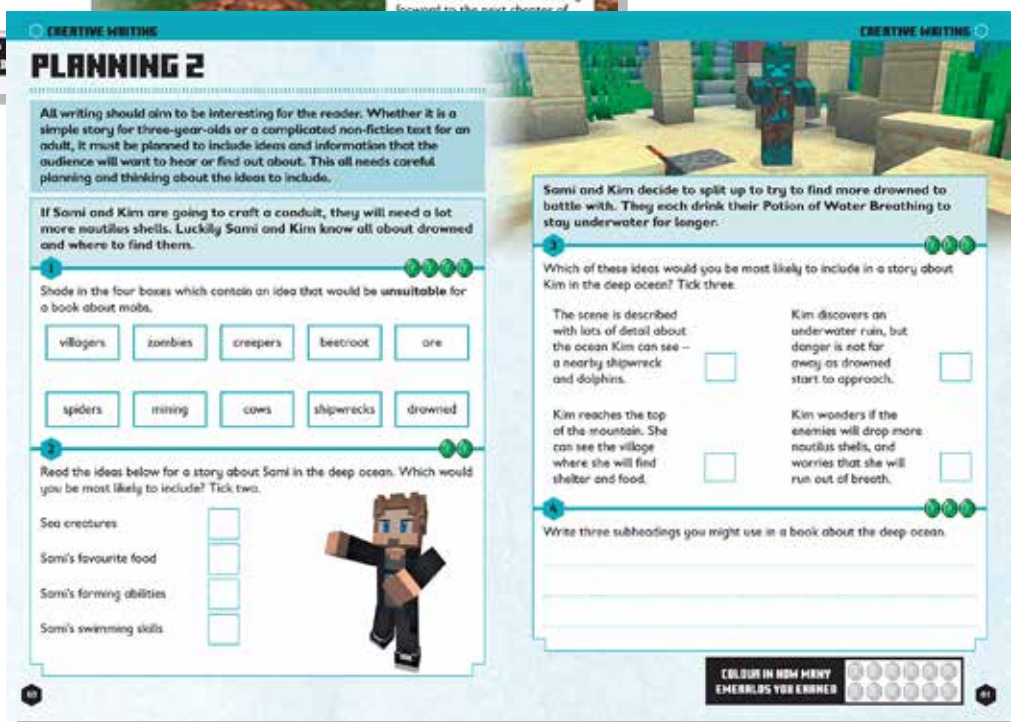 forward to the next chapter of
CREATIVE WRITING
PLANNING 2
All writing should aim to be interesting for the reader. Whether it is a
simple story for three-year-olds or a complicated non-fiction text for an
adult, it must be planned to include ideas and information that the
audience will want to hear or find out about. This all needs careful
planning and thinking about the ideas to include.
If Sami and Kim are going to craft a conduit, they will need a lot
more nautilus shells. Luckily Sami and Kim know all about drowned
and where to find them.
1
Shade in the four boxes which contain an idea that would be unsuitable for
a book about mobs.
villagers zombies creepers beetroot ore
spiders mining cows shipwrecks drowned
2
Read the ideas below for a story about Sami in the deep ocean. Which would
you be most likely to include? Tick two.
Sea creatures
Sami's favourite food
Sami's farming abilities
Sami's swimming skills
60
CREATIVE WRITING
Sami and Kim decide to split up to try to find more drowned to
battle with. They each drink their Potion of Water Breathing to
stay underwater for longer.
3
Which of these ideas would you be most likely to include in a story about
Kim in the deep ocean? Tick three.
The scene is described
with lots of detail about
the ocean Kim can see –
a nearby shipwreck
and dolphins.
Kim discovers an
underwater ruin, but
danger is not far
away as drowned
start to approach.
Kim reaches the top
of the mountain. She
can see the village
where she will find
shelter and food.
Kim wonders if the
enemies will drop more
nautilus shells, and
worries that she will
run out of breath.
4
Write three subheadings you might use in a book about the deep ocean.
COLOUR IN HOW MANY
EMERALDS YOU EARNED
61